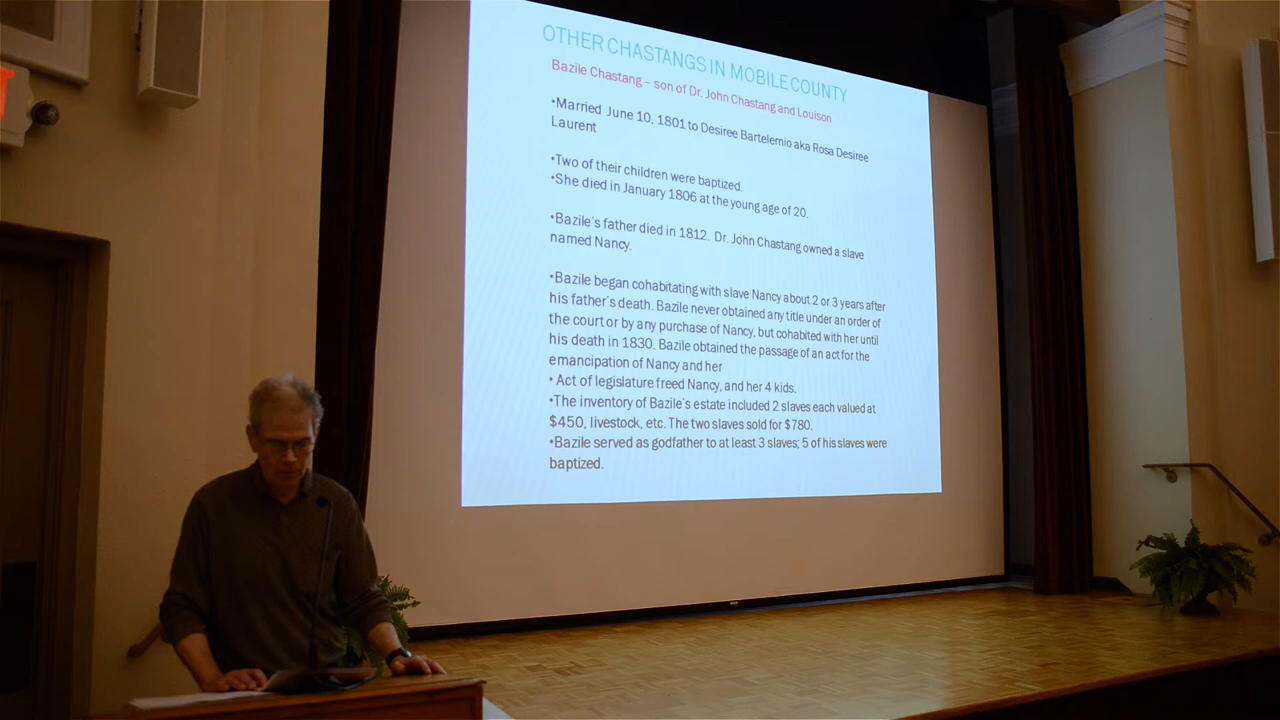 OTHER CHASTANGS IN MOBILE COUNTY
Bazile Chastang – son of Dr. John Chastang and Louison
•Married June 10, 1801 to Desiree Bartelemio aka Rosa Desiree
Laurent
•Two of their children were baptized.
•She died in January 1806 at the young age of 20.
•Bazile's father died in 1812. Dr. John Chastang owned a slave
named Nancy.
•Bazile began cohabitating with slave Nancy about 2 or 3 years after
his father's death. Bazile never obtained any title under an order of
the court or by any purchase of Nancy, but cohabited with her until
his death in 1830. Bazile obtained the passage of an act for the
emancipation of Nancy and her
• Act of legislature freed Nancy, and her 4 kids.
•The inventory of Bazile's estate included 2 slaves each valued at
$450, livestock, etc. The two slaves sold for $780.
•Bazile served as godfather to at least 3 slaves; 5 of his slaves were
baptized.